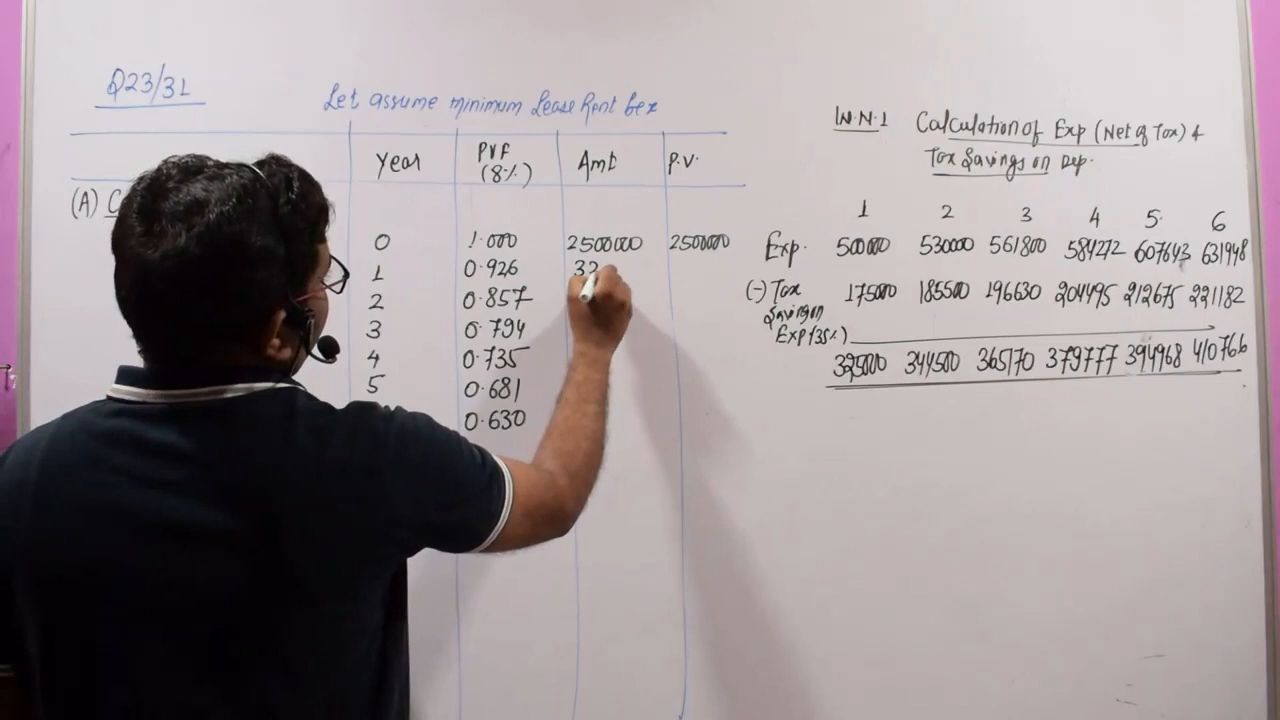 Q23/31
Let assume minimum Lease Rent be x
Year PVF (8%) Amt P.V.
(A) C
0 1.000 2500000 2500000
1 0.926 32
2 0.857
3 0.794
4 0.735
5 0.681
0.630
W.N.1 Calculation of Exp (Net of Tax) &
Tax Savings on Dep.
1 2 3 4 5 6
Exp. 500000 530000 561800 584272 607643 631948
(-) Tax Saving on Exp (35%) 175000 185500 196630 204495 212675 221182
325000 344500 365170 379777 394968 410766